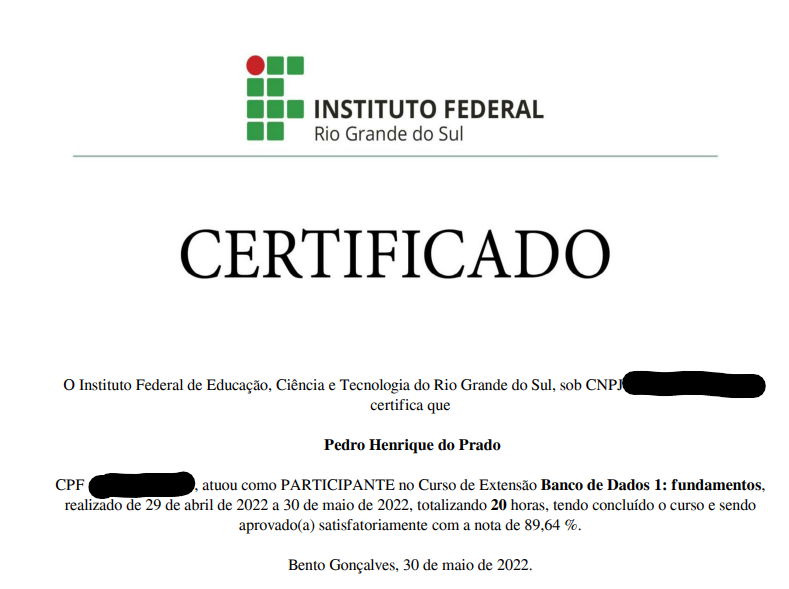 INSTITUTO FEDERAL
Rio Grande do Sul
CERTIFICADO
O Instituto Federal de Educação, Ciência e Tecnologia do Rio Grande do Sul, sob CNPJ
certifica que
Pedro Henrique do Prado
CPF , atuou como PARTICIPANTE no Curso de Extensão Banco de Dados 1: fundamentos,
realizado de 29 de abril de 2022 a 30 de maio de 2022, totalizando 20 horas, tendo concluído o curso e sendo
aprovado(a) satisfatoriamente com a nota de 89,64 %.
Bento Gonçalves, 30 de maio de 2022.